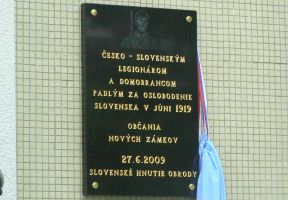 ČESKO - SLOVENSKÝM
LEGIONÁROM
A DOMOBRANCOM
PADLÝM ZA OSLOBODENIE
SLOVENSKA V JÚNI 1919
OBČANIA
NOVÝCH ZÁMKOV
27.6.2009
SLOVENSKÉ HNUTIE OBRODY